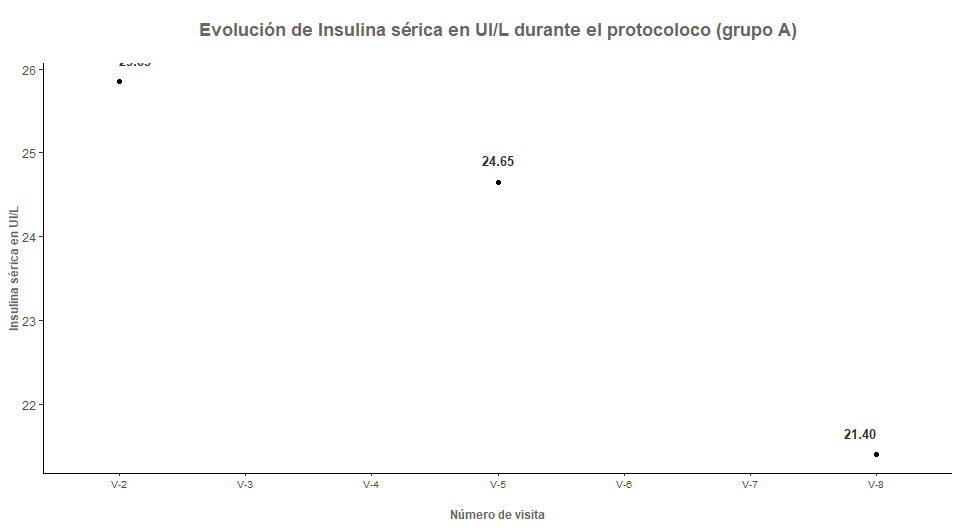 Evolución de Insulina sérica en UI/L durante el protocoloco (grupo A)
26
25
24
23
22
Insulina sérica en UI/L
24.65
21.40
V-2
V-3
V-4
V-5
V-6
V-7
V-8
Número de visita